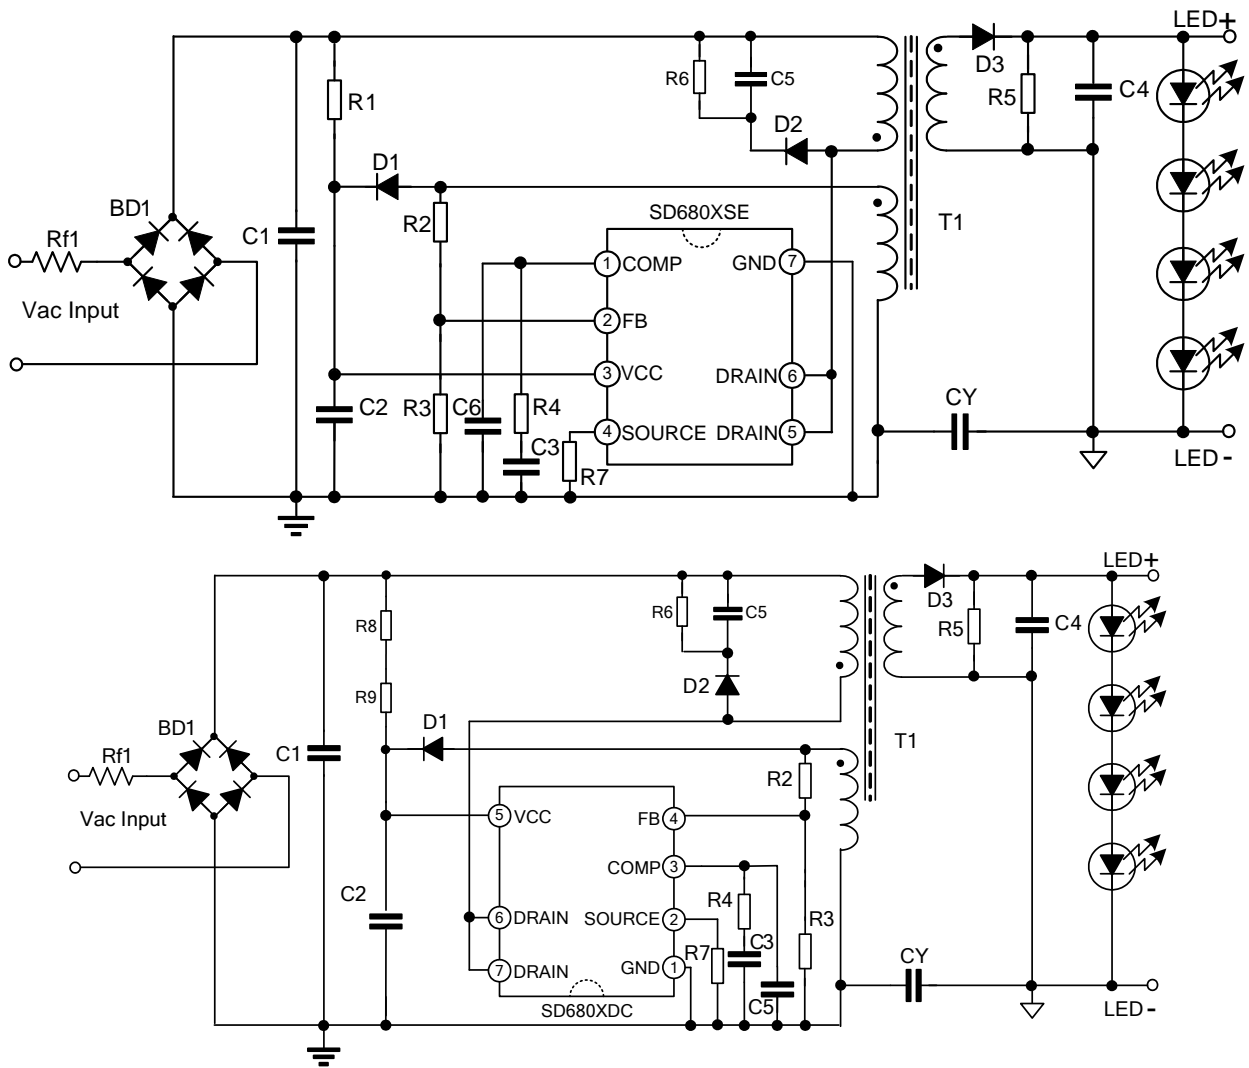 LED+
D3
R6
C5
R5
C4
R1
D2
D1
BD1
R2
SD680XSE
T1
Rf1
C1
1 COMP
GND 7
Vac Input
2 FB
3 VCC
DRAIN 6
C2
R3
C6
R4
CY
4 SOURCE
DRAIN 5
C3
R7
LED-
LED+
D3
R6
C5
R8
R5
C4
D2
R9
BD1
D1
C1
T1
Rf1
R2
Vac Input
5 VCC
FB 4
COMP 3
C2
R4
6 DRAIN
SOURCE 2
R3
C3
R7
CY
7 DRAIN
GND 1
C5
LED-
SD680XDC